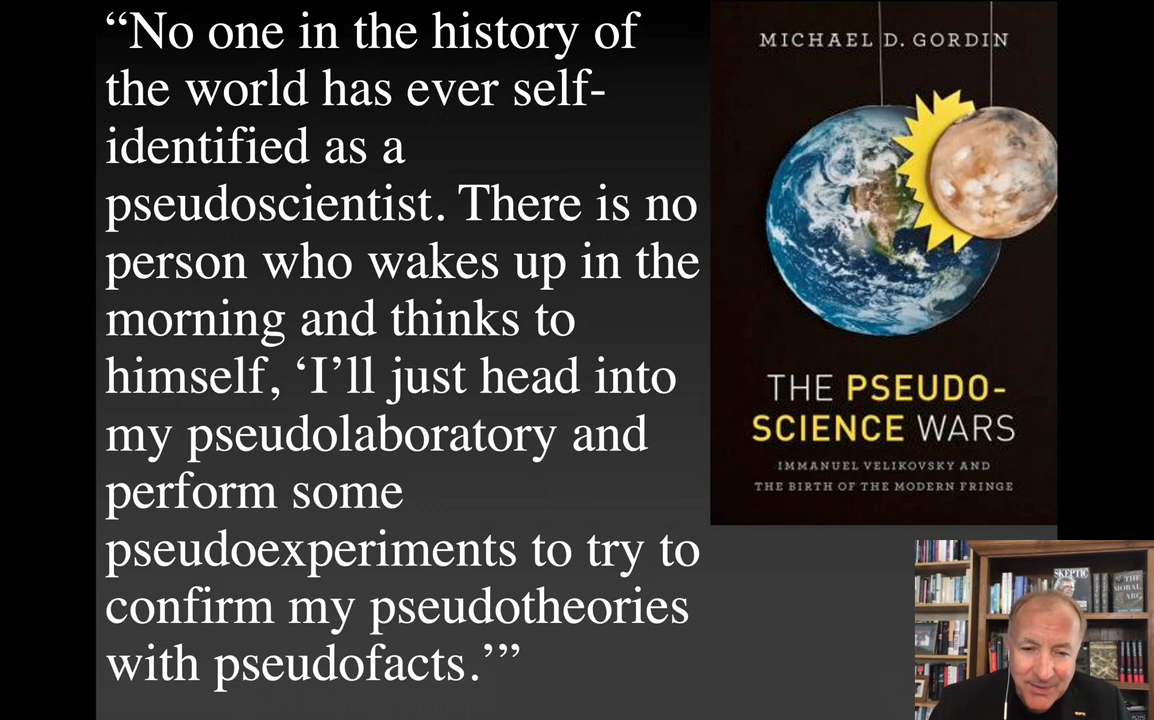 “No one in the history of
the world has ever self-
identified as a
pseudoscientist. There is no
person who wakes up in the
morning and thinks to
himself, ‘I’ll just head into
my pseudolaboratory and
perform some
pseudoexperiments to try to
confirm my pseudotheories
with pseudofacts.’”
MICHAEL D. GORDIN
THE PSEUDO-
SCIENCE WARS
IMMANUEL VELIKOVSKY AND
THE BIRTH OF THE MODERN FRINGE
SKEPTIC
THE
MORAL
ARC